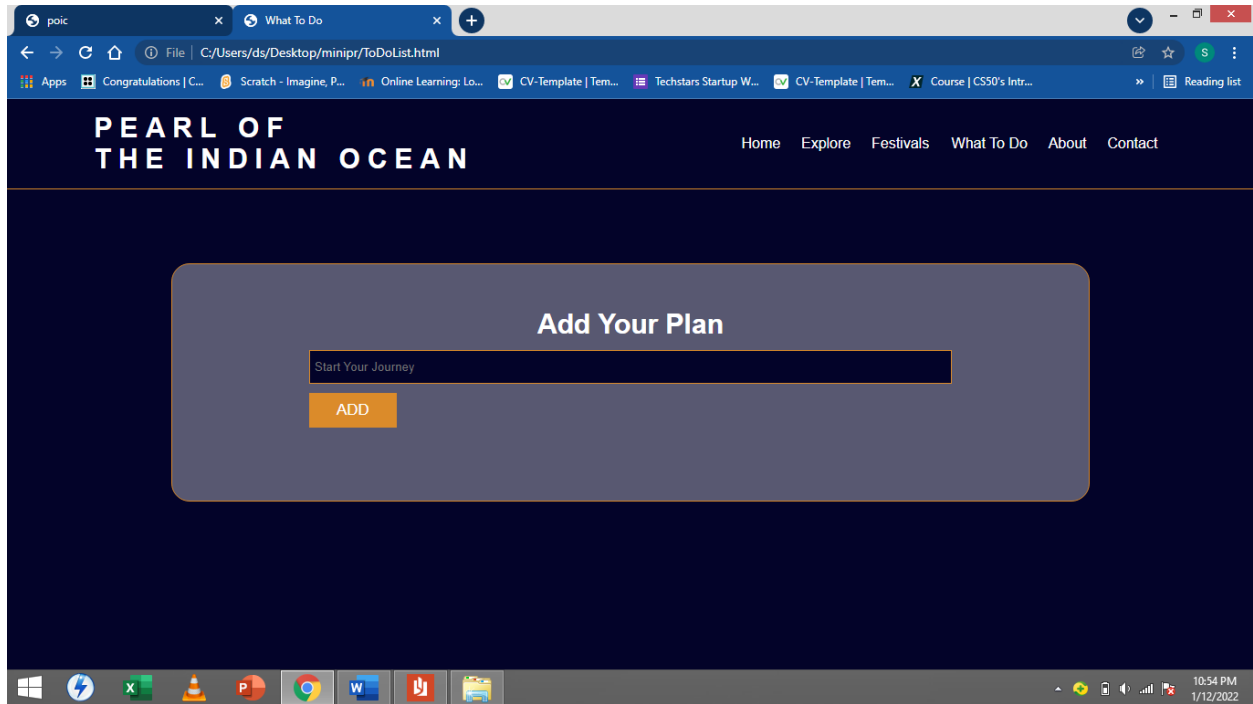 poic
What To Do
File | C:/Users/ds/Desktop/minipr/ToDoList.html
S
Apps
Congratulations | C...
Scratch - Imagine, P...
Online Learning: Lo...
CV-Template | Tem...
Techstars Startup W...
CV-Template | Tem...
Course | CS50's Intr...
Reading list
PEARL OF
THE INDIAN OCEAN
Home Explore Festivals What To Do About Contact
Add Your Plan
Start Your Journey
ADD
10:54 PM
1/12/2022